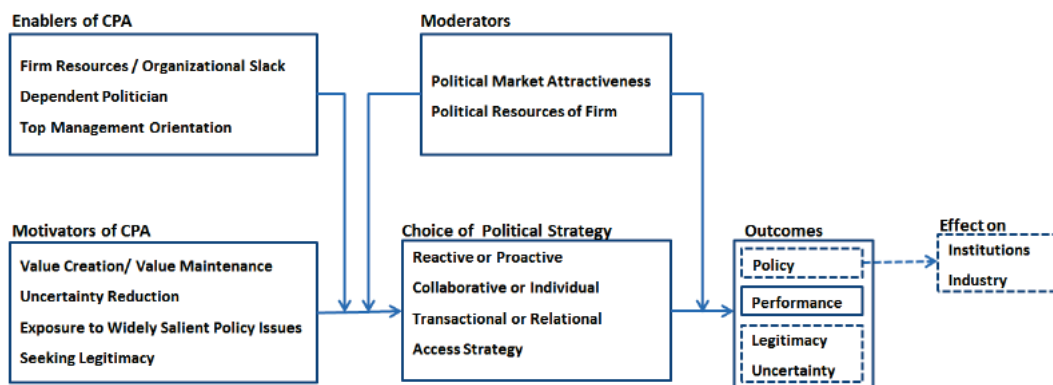 Enablers of CPA
Firm Resources / Organizational Slack
Dependent Politician
Top Management Orientation
Moderators
Political Market Attractiveness
Political Resources of Firm
Motivators of CPA
Value Creation/ Value Maintenance
Uncertainty Reduction
Exposure to Widely Salient Policy Issues
Seeking Legitimacy
Choice of Political Strategy
Reactive or Proactive
Collaborative or Individual
Transactional or Relational
Access Strategy
Outcomes
Policy
Performance
Legitimacy
Uncertainty
Effect on
Institutions
Industry